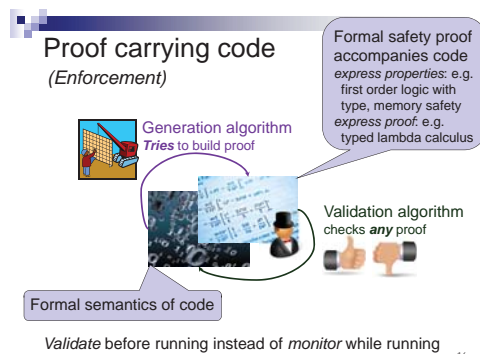 Proof carrying code
(Enforcement)
Formal safety proof
accompanies code
express properties: e.g.
first order logic with
type, memory safety
express proof: e.g.
typed lambda calculus
Generation algorithm
Tries to build proof
Validation algorithm
checks any proof
Formal semantics of code
Validate before running instead of monitor while running